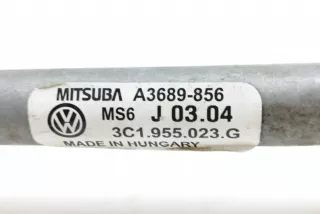 MITSUBA A3689-856
MS6 J 03.04
3C1.955.023.G
MADE IN HUNGARY